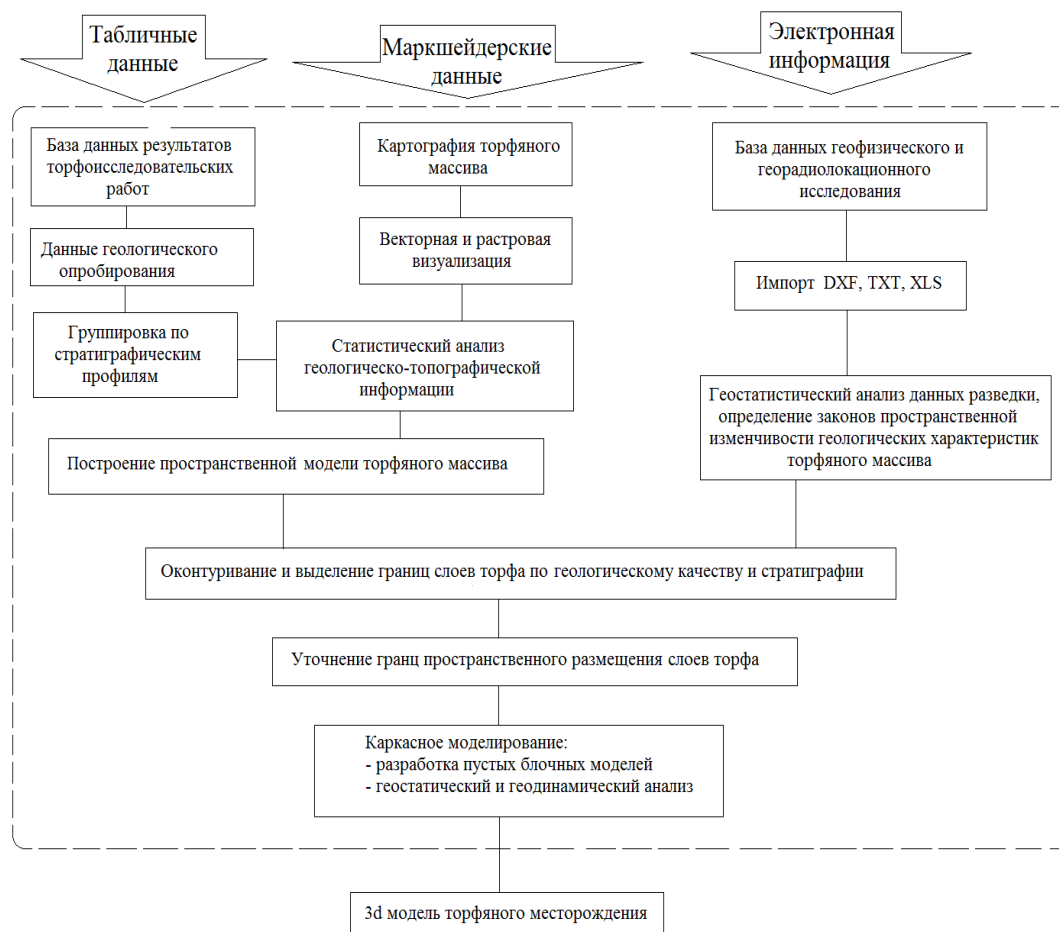 Табличные
данные
Маркшейдерские
данные
Электронная
информация
База данных результатов
торфоисследовательских
работ
Картография торфяного
массива
База данных геофизического и
георадиолокационного
исследования
Данные геологического
опробирования
Векторная и растровая
визуализация
Импорт DXF, TXT, XLS
Группировка по
стратиграфическим
профилям
Статистический анализ
геологическо-топографической
информации
Геостатистический анализ данных разведки,
определение законов пространственной
изменчивости геологических характеристик
торфяного массива
Построение пространственной модели торфяного массива
Оконтуривание и выделение границ слоев торфа по геологическому качеству и стратиграфии
Уточнение гранц пространственного размещения слоев торфа
Каркасное моделирование:
- разработка пустых блочных моделей
- геостатический и геодинамический анализ
3d модель торфяного месторождения